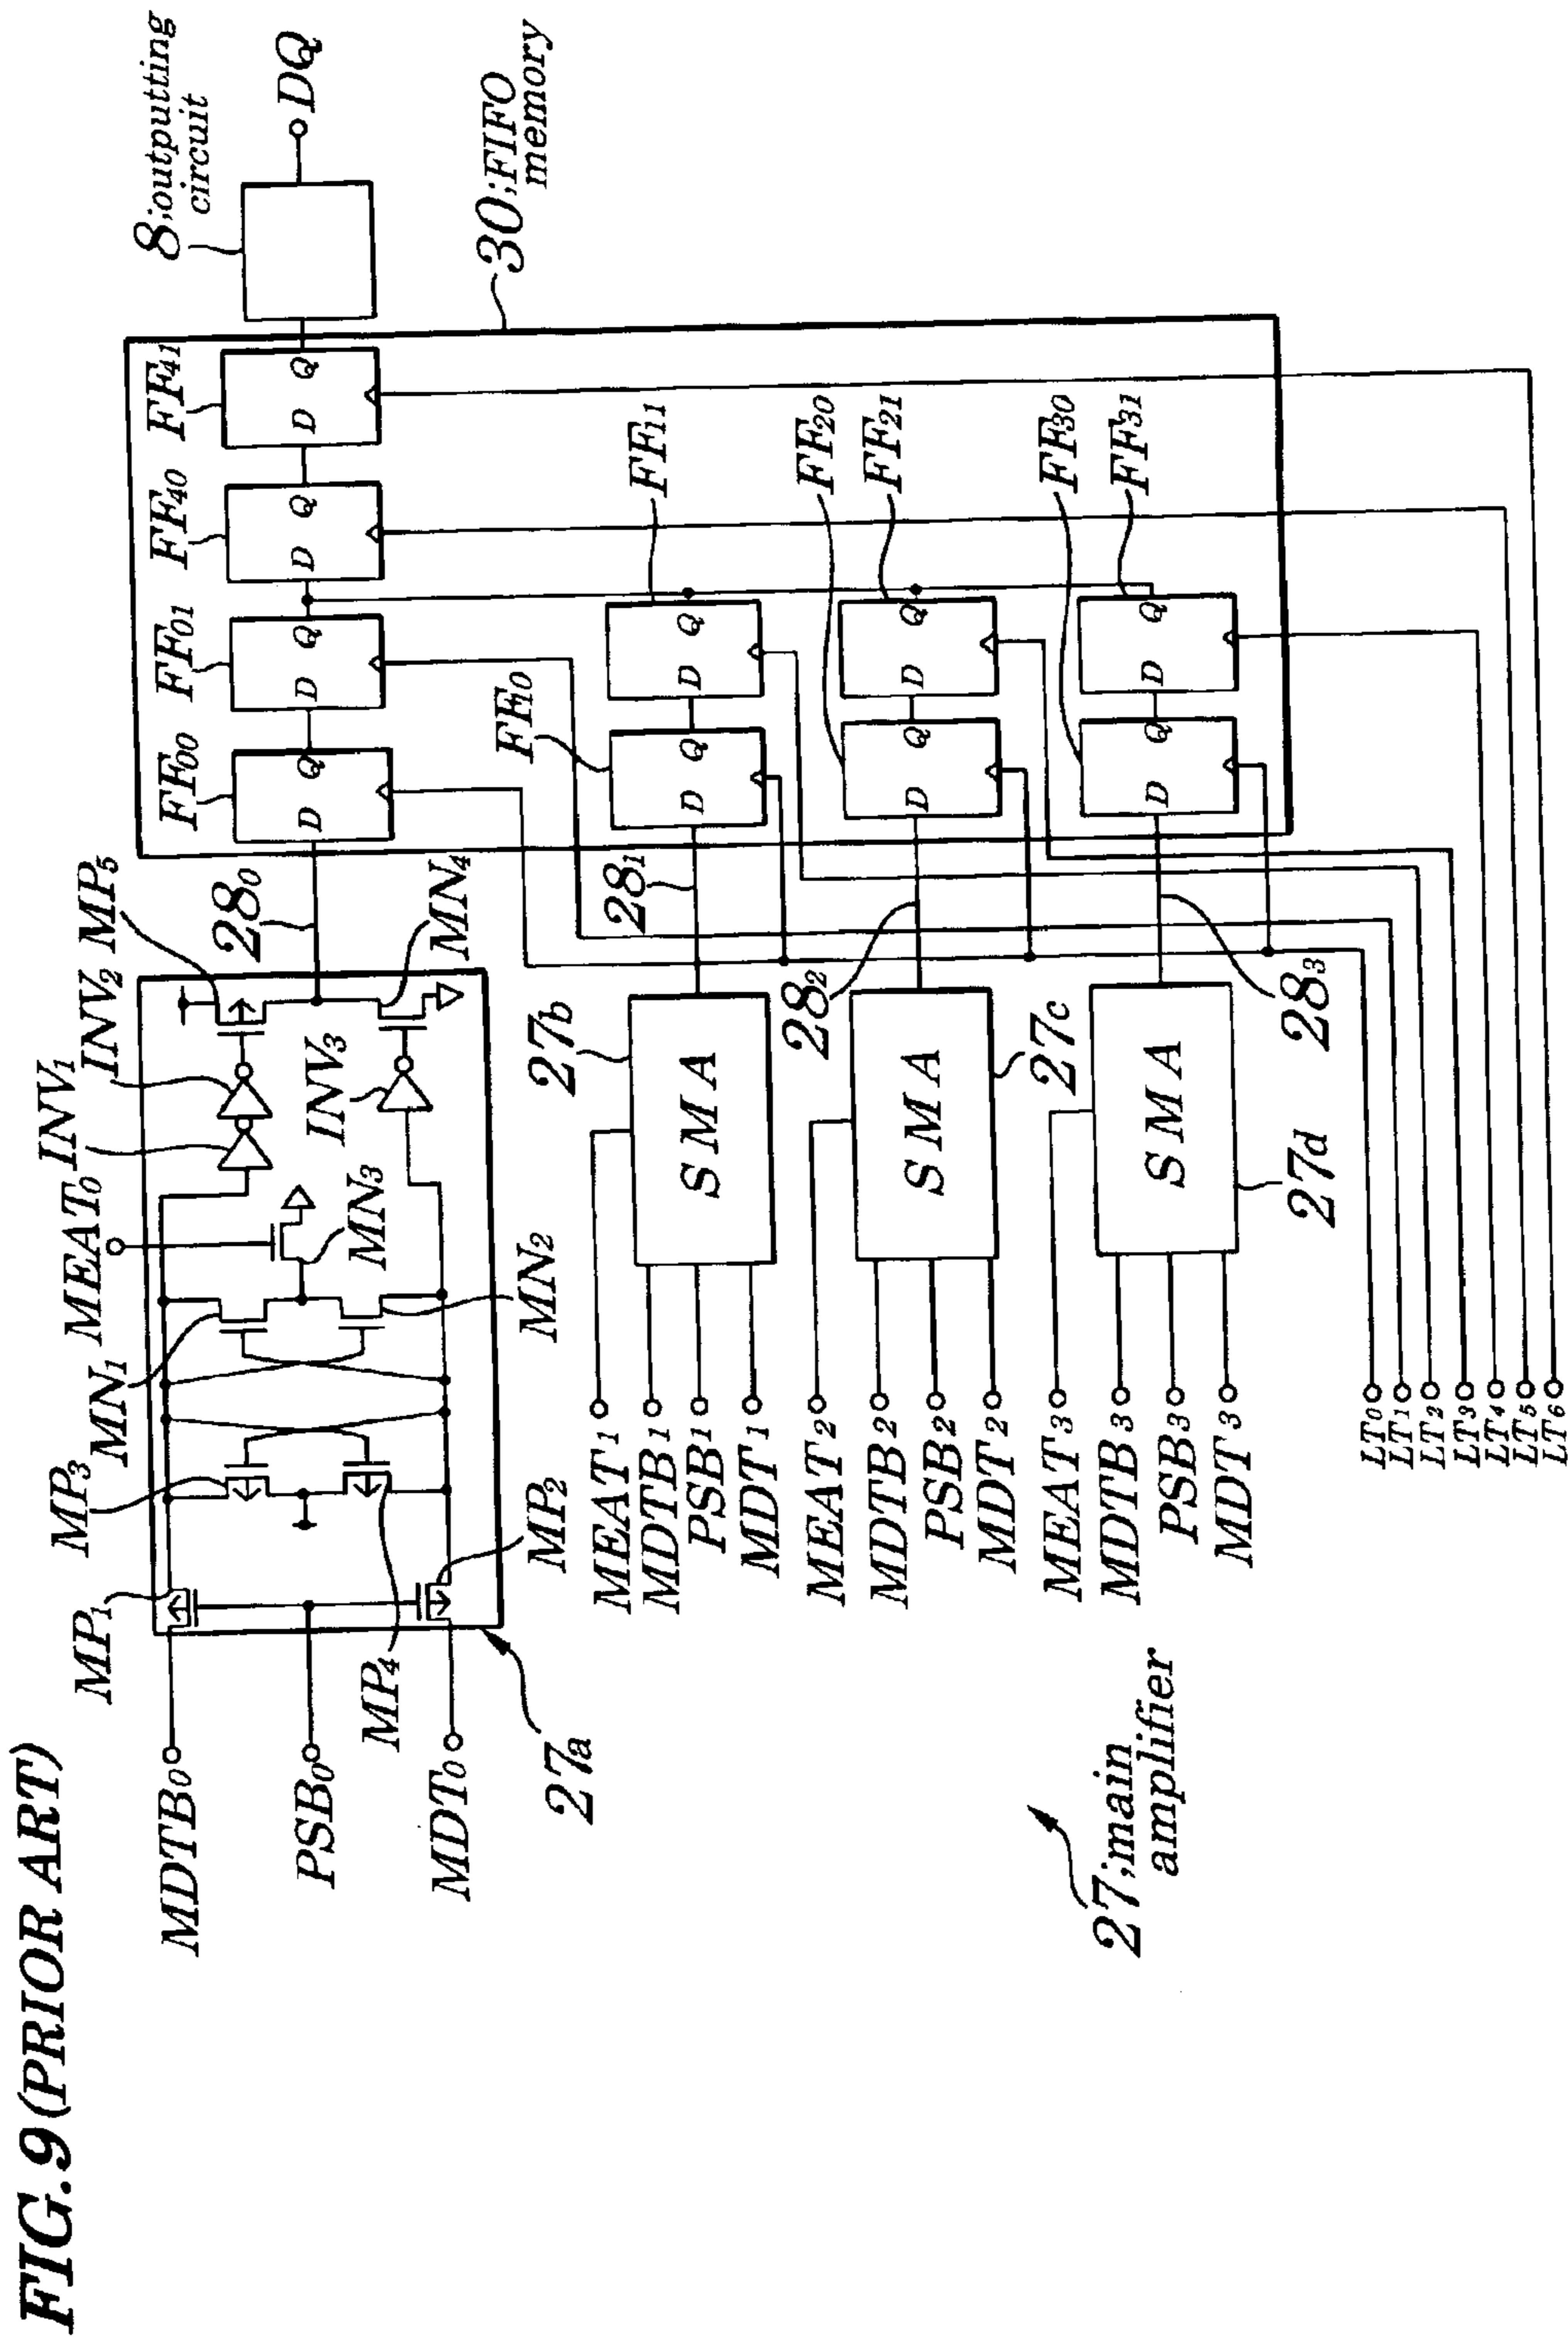 FIG. 9 (PRIOR ART)
MDTB0
PSB0
MDT0
MP1
MP3
MN1
MEAT0
INV1
INV2
MP5
MP4
MP2
MN2
MN3
INV3
MN4
27a
280
FF00
FF01
FF40
FF41
D Q
D Q
D Q
D Q
8;outputing
circuit
DQ
30;FIFO
memory
MEAT1
MDTB1
PSB1
MDT1
27b
SMA
281
FF10
FF11
D Q
D Q
MEAT2
MDTB2
PSB2
MDT2
27c
SMA
282
FF20
FF21
D Q
D Q
MEAT3
MDTB3
PSB3
MDT3
27d
SMA
283
FF30
FF31
D Q
D Q
27;main
amplifier
LT0
LT1
LT2
LT3
LT4
LT5
LT6